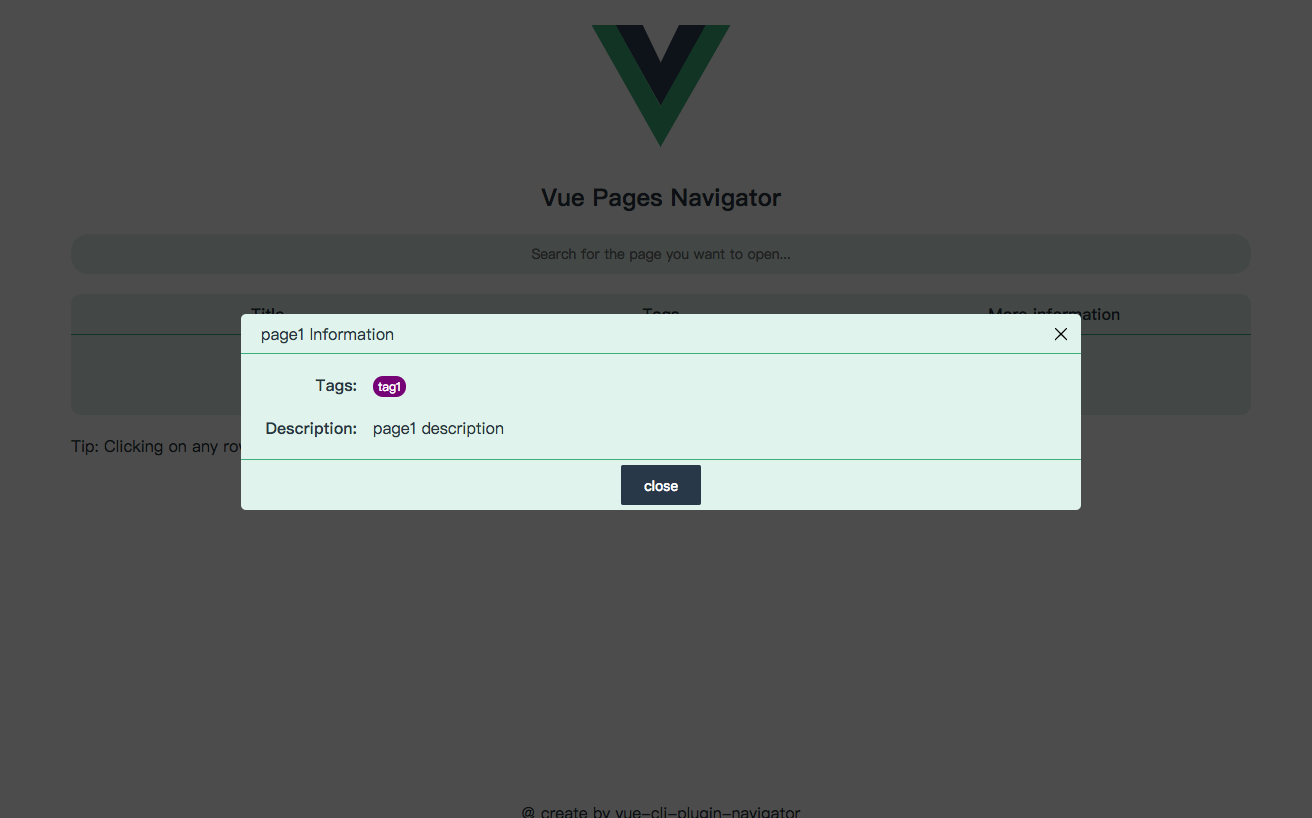 Vue Pages Navigator
Search for the page you want to open...
Title Tags More information
page1 Information
Tags: tag1
Description: page1 description
Tip: Clicking on any row
close
@ create by vue-cli-plugin-navigator